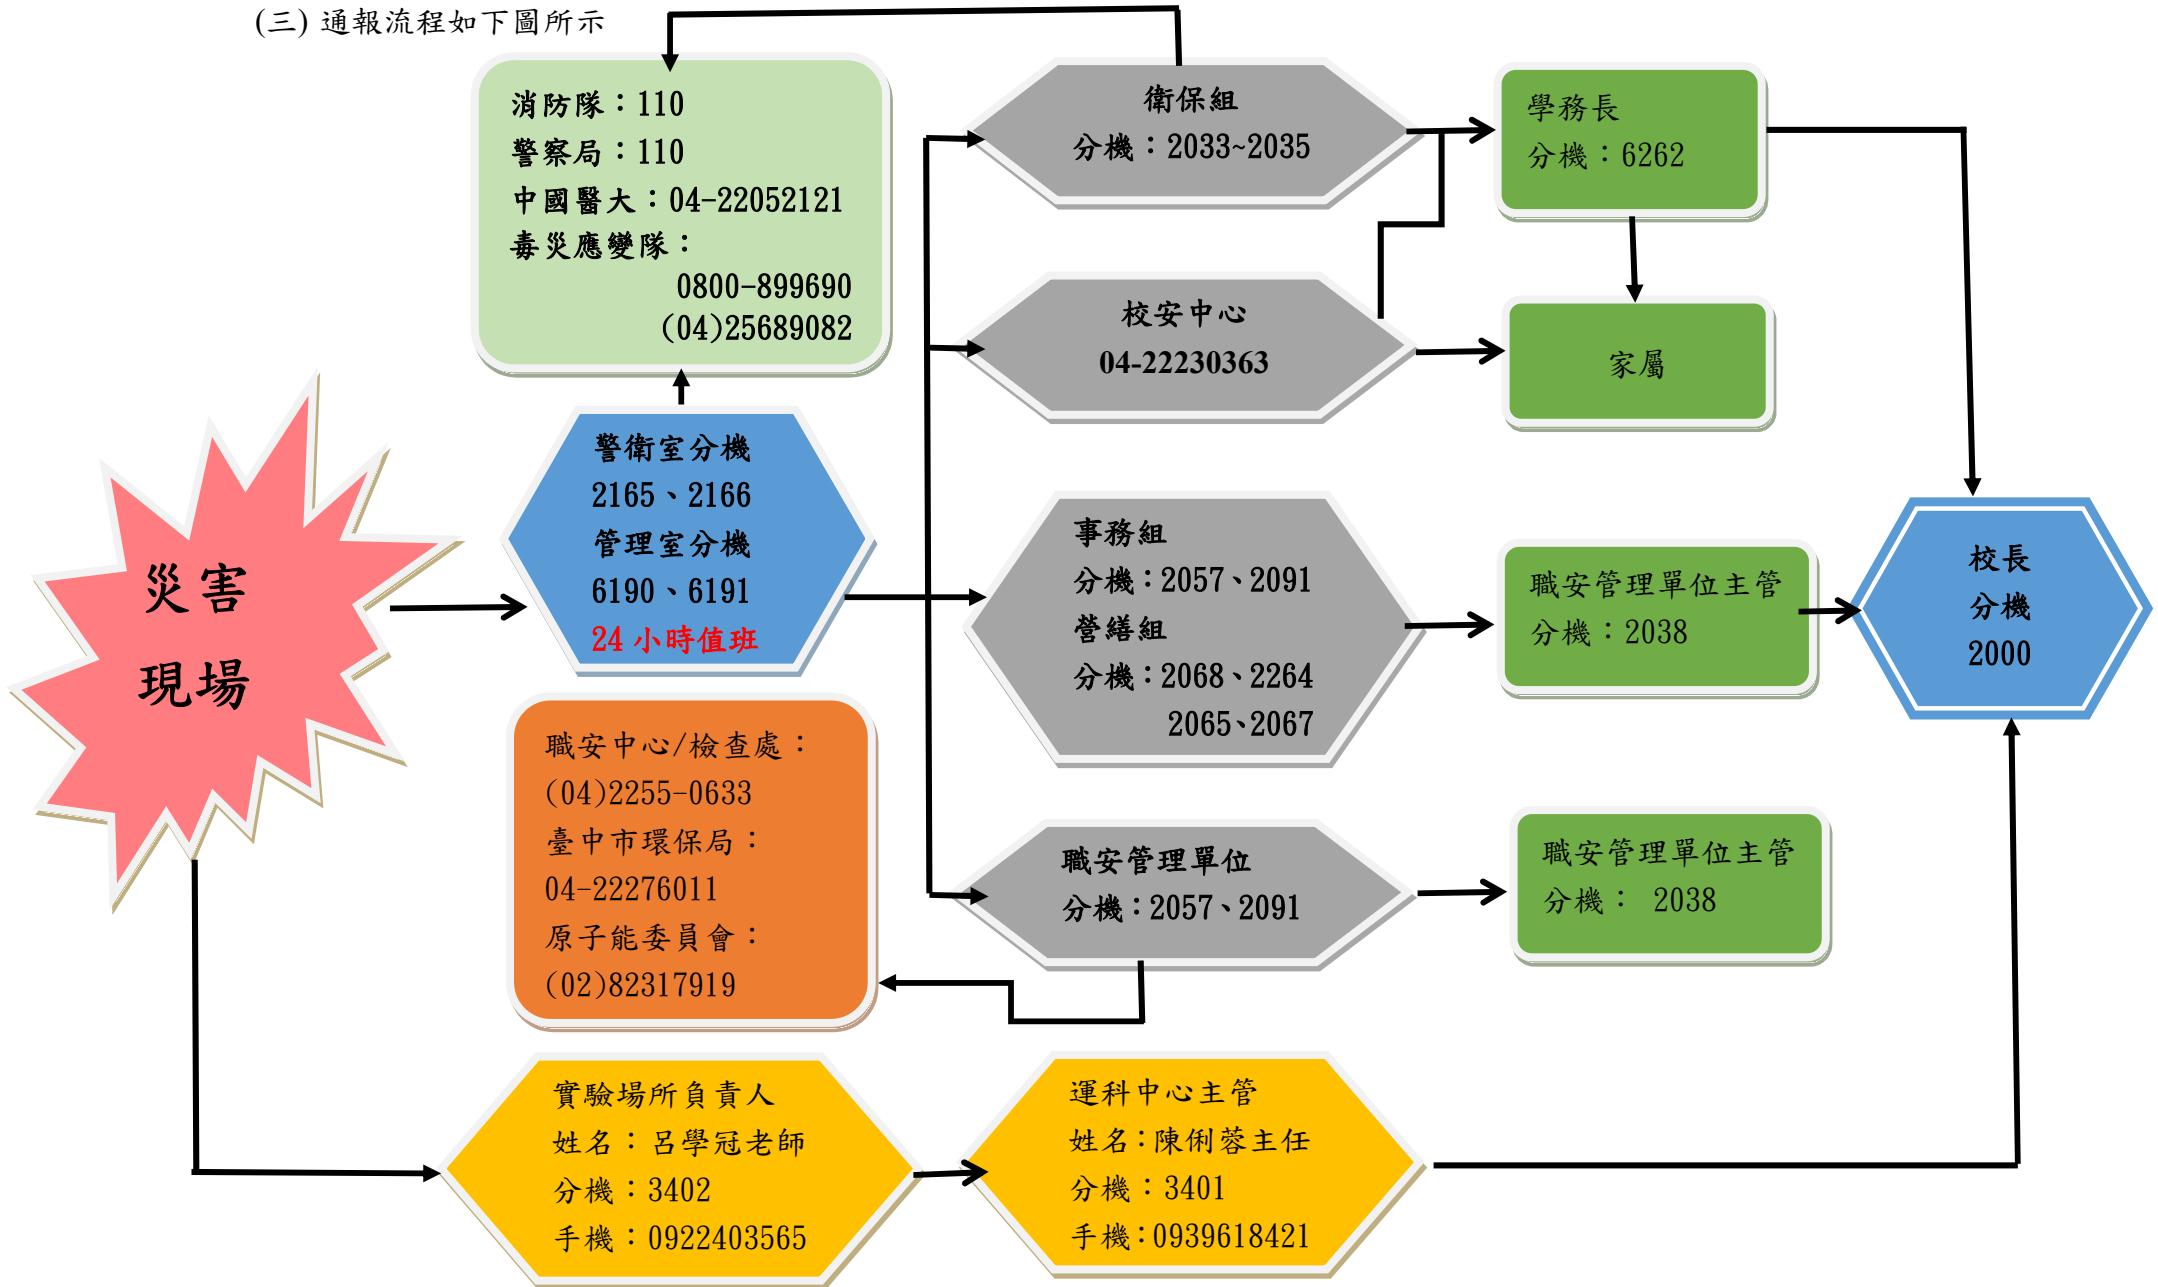 (三) 通報流程如下圖所示
消防隊：110
警察局：110
中國醫大：04-22052121
毒災應變隊：
0800-899690
(04)25689082
衛保組
分機：2033~2035
學務長
分機：6262
校安中心
04-22230363
家屬
災害
現場
警衛室分機
2165、2166
管理室分機
6190、6191
24 小時值班
事務組
分機：2057、2091
營繕組
分機：2068、2264
2065、2067
職安管理單位主管
分機：2038
校長
分機
2000
職安中心/檢查處：
(04)2255-0633
臺中市環保局：
04-22276011
原子能委員會：
(02)82317919
職安管理單位
分機：2057、2091
職安管理單位主管
分機： 2038
實驗場所負責人
姓名：呂學冠老師
分機：3402
手機：0922403565
運科中心主管
姓名：陳俐蓉主任
分機：3401
手機：0939618421